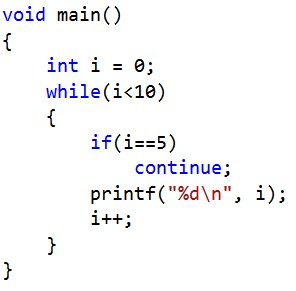 void main()
{
    int i = 0;
    while(i<10)
    {
        if(i==5)
            continue;
        printf("%d\n", i);
        i++;
    }
}